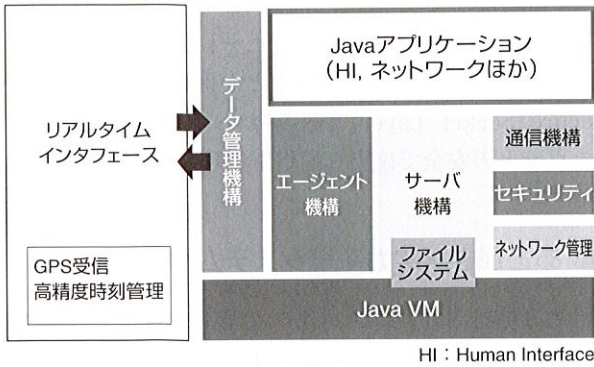 リアルタイム
インタフェース
GPS受信
高精度時刻管理
データ管理機構
Javaアプリケーション
(HI, ネットワークほか)
エージェント
機構
サーバ
機構
ファイル
システム
通信機構
セキュリティ
ネットワーク管理
Java VM
HI:Human Interface